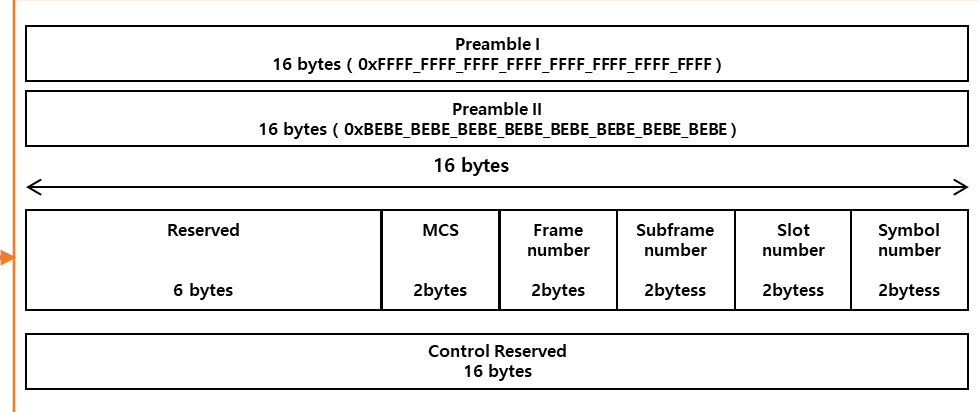 Preamble I
16 bytes ( 0xFFFF_FFFF_FFFF_FFFF_FFFF_FFFF_FFFF_FFFF )
Preamble II
16 bytes ( 0xBEBE_BEBE_BEBE_BEBE_BEBE_BEBE_BEBE_BEBE )
16 bytes
Reserved
6 bytes
MCS
2bytes
Frame
number
2bytes
Subframe
number
2bytess
Slot
number
2bytess
Symbol
number
2bytess
Control Reserved
16 bytes